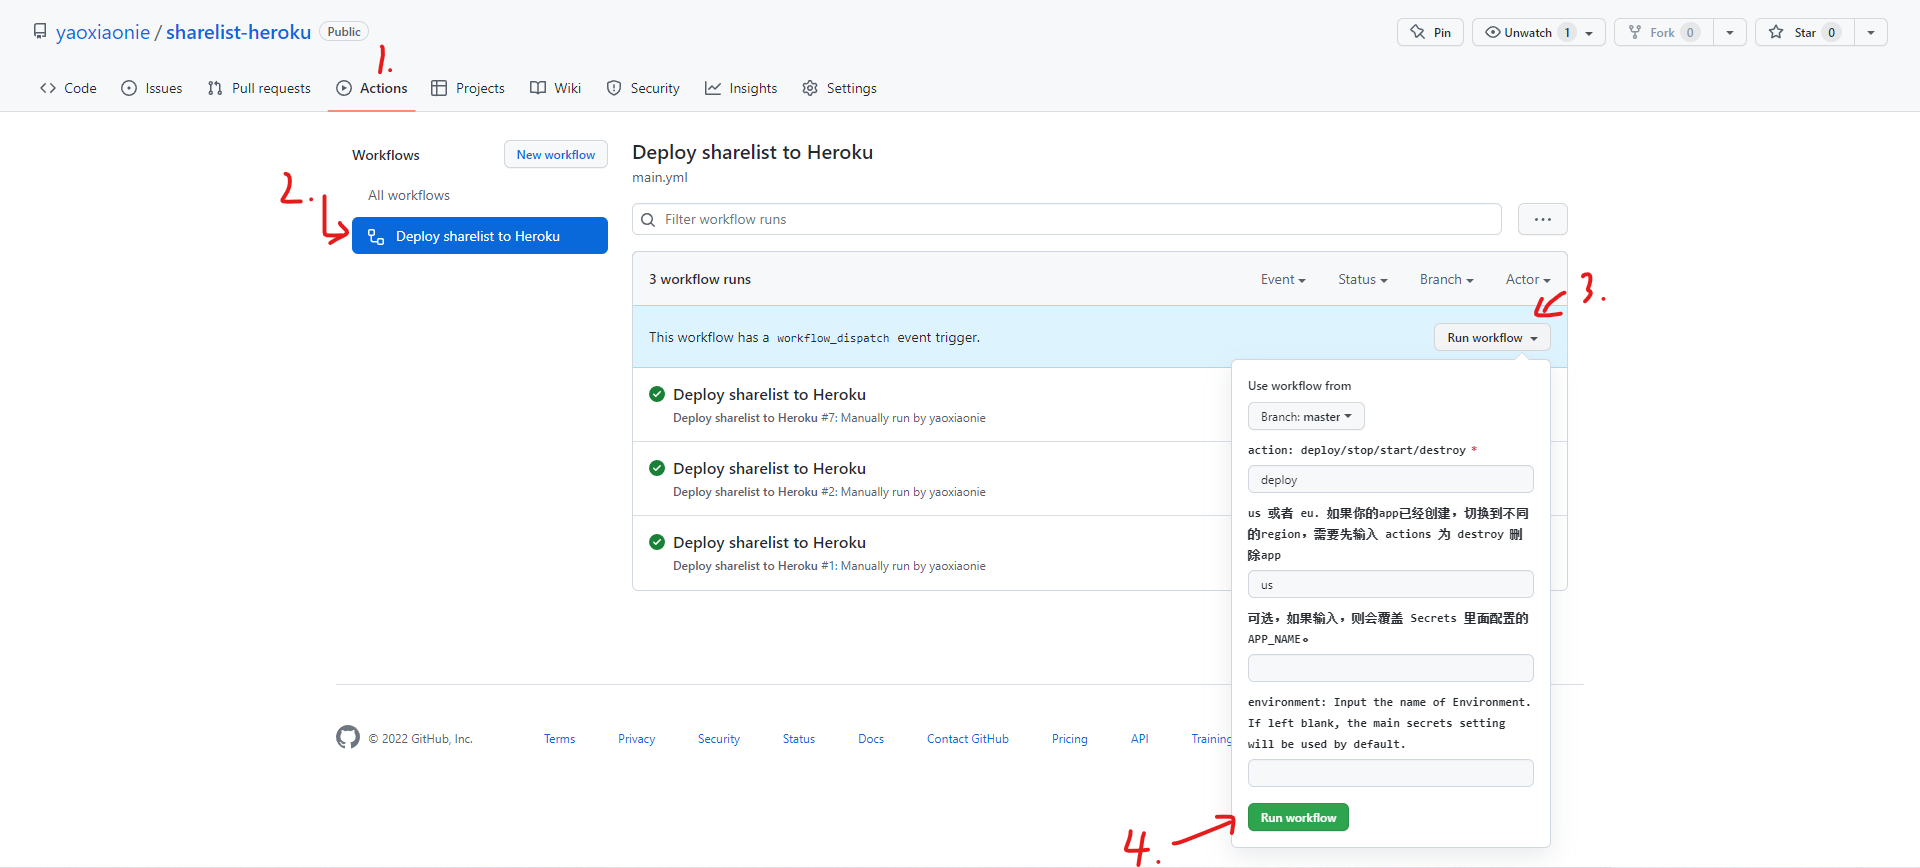 yaoxiaonie / sharelist-heroku Public
Pin Unwatch 1 Fork 0 Star 0
1.
Code Issues Pull requests Actions Projects Wiki Security Insights Settings
Workflows New workflow
All workflows
2.
Deploy sharelist to Heroku
Deploy sharelist to Heroku
main.yml
Filter workflow runs
...
3 workflow runs Event Status Branch Actor
3.
This workflow has a workflow_dispatch event trigger. Run workflow
Deploy sharelist to Heroku
Deploy sharelist to Heroku #7: Manually run by yaoxiaonie
Deploy sharelist to Heroku
Deploy sharelist to Heroku #2: Manually run by yaoxiaonie
Deploy sharelist to Heroku
Deploy sharelist to Heroku #1: Manually run by yaoxiaonie
Use workflow from
Branch: master
action: deploy/stop/start/destroy *
deploy
us 或者 eu. 如果你的app已经创建，切换到不同
的region，需要先输入 actions 为 destroy 删
除app
us
可选，如果输入，则会覆盖 Secrets 里面配置的
APP_NAME。
environment: Input the name of Environment.
If left blank, the main secrets setting
will be used by default.
Run workflow
4.
© 2022 GitHub, Inc. Terms Privacy Security Status Docs Contact GitHub Pricing API Training